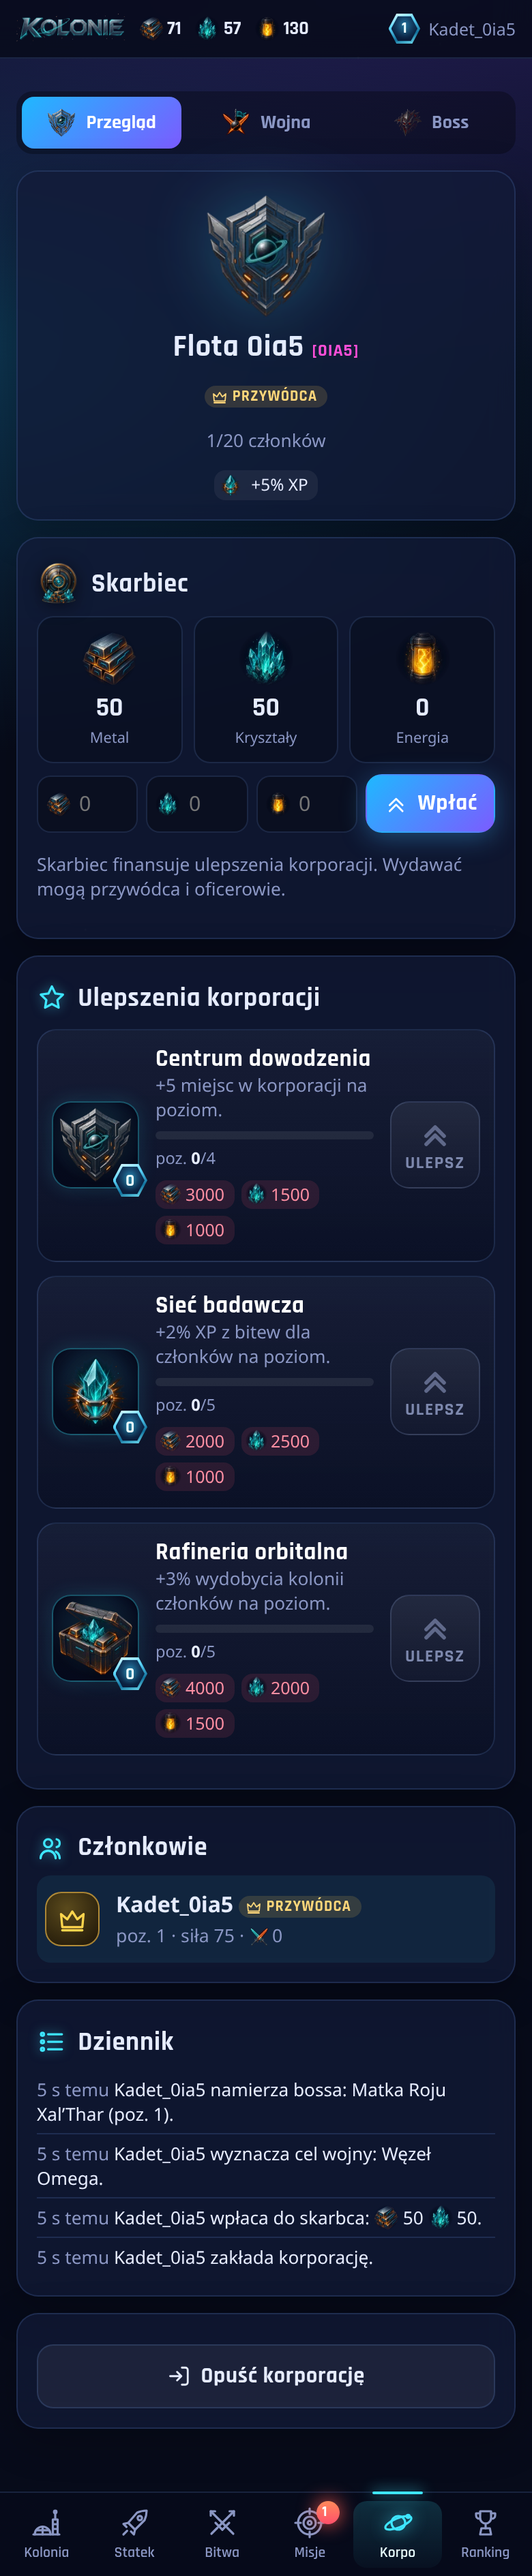 KOLONIE 71 57 130 1 Kadet_0ia5
Przegląd Wojna Boss
Flota 0ia5 [0IA5]
PRZYWÓDCA
1/20 członków
+5% XP
Skarbiec
50 50 0
Metal Kryształy Energia
0 0 0 Wpłać
Skarbiec finansuje ulepszenia korporacji. Wydawać
mogą przywódca i oficerowie.
Ulepszenia korporacji
Centrum dowodzenia
+5 miejsc w korporacji na
poziom.
poz. 0/4
0
3000 1500
1000
ULEPSZ
Sieć badawcza
+2% XP z bitew dla
członków na poziom.
poz. 0/5
0
2000 2500
1000
ULEPSZ
Rafineria orbitalna
+3% wydobycia kolonii
członków na poziom.
poz. 0/5
0
4000 2000
1500
ULEPSZ
Członkowie
Kadet_0ia5 PRZYWÓDCA
poz. 1 · siła 75 · 0
Dziennik
5 s temu Kadet_0ia5 namierza bossa: Matka Roju
Xal’Thar (poz. 1).
5 s temu Kadet_0ia5 wyznacza cel wojny: Węzeł
Omega.
5 s temu Kadet_0ia5 wpłaca do skarbca: 50 50.
5 s temu Kadet_0ia5 zakłada korporację.
Opuść korporację
1
Kolonia Statek Bitwa Misje Korpo Ranking